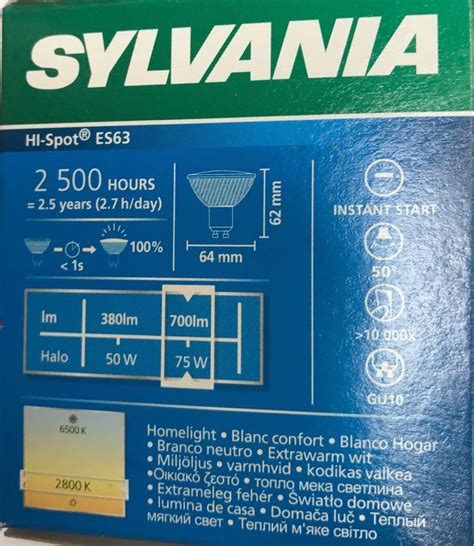 SYLVANIA
HI-Spot® ES63
2 500 HOURS
= 2.5 years (2.7 h/day)
100%
< 1s
62 mm
64 mm
INSTANT START
50°
>10 000x
GU10
lm 380lm 700lm
Halo 50 W 75 W
6500 K
2800 K
Homelight • Blanc confort • Blanco Hogar
• Branco neutro • Extrawarm wit
• Miljöljus • varmhvid • kodikas valkea
•Οικιακό ζεστό • топло мека светлина
• Extrameleg fehér • Światło domowe
• lumina de casa • Domača luč • Теплый
мягкий свет • Теплий м'яке світло